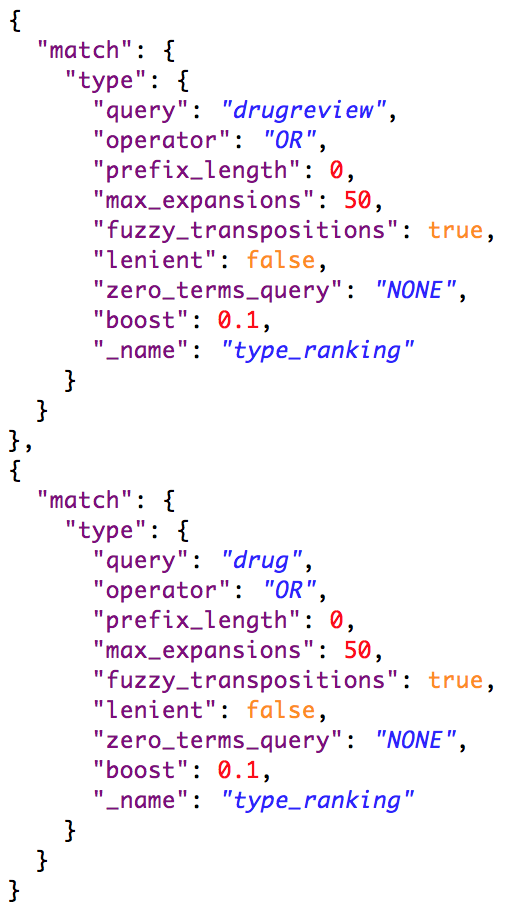 {
  "match": {
    "type": {
      "query": "drugreview",
      "operator": "OR",
      "prefix_length": 0,
      "max_expansions": 50,
      "fuzzy_transpositions": true,
      "lenient": false,
      "zero_terms_query": "NONE",
      "boost": 0.1,
      "_name": "type_ranking"
    }
  }
},
{
  "match": {
    "type": {
      "query": "drug",
      "operator": "OR",
      "prefix_length": 0,
      "max_expansions": 50,
      "fuzzy_transpositions": true,
      "lenient": false,
      "zero_terms_query": "NONE",
      "boost": 0.1,
      "_name": "type_ranking"
    }
  }
}